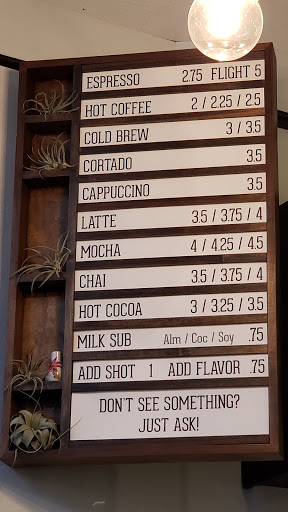 ESPRESSO 2.75 FLIGHT 5
HOT COFFEE 2 / 2.25 / 2.5
COLD BREW 3 / 3.5
CORTADO 3.5
CAPPUCCINO 3.5
LATTE 3.5 / 3.75 / 4
MOCHA 4 / 4.25 / 4.5
CHAI 3.5 / 3.75 / 4
HOT COCOA 3 / 3.25 / 3.5
MILK SUB Alm / Coc / Soy .75
ADD SHOT 1 ADD FLAVOR .75
DON'T SEE SOMETHING?
JUST ASK!